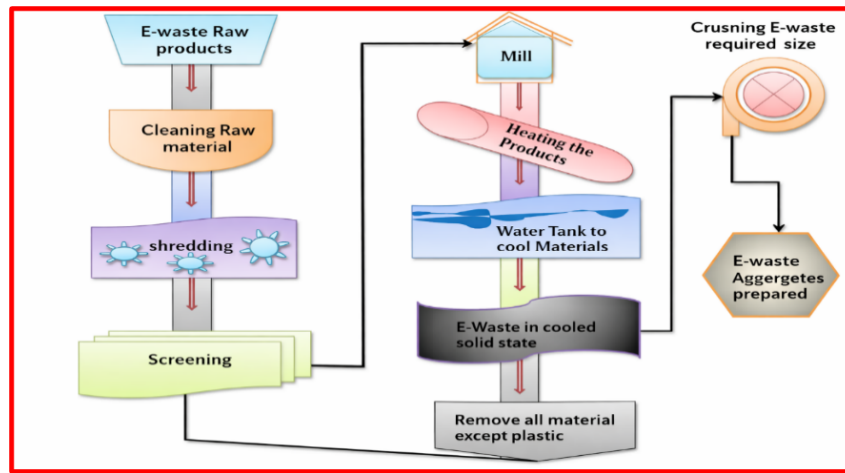 E-waste Raw
products
Cleaning Raw
material
shredding
Screening
Mill
Heating the
Products
Water Tank to
cool Materials
E-Waste in cooled
solid state
Remove all material
except plastic
Crusning E-waste
required size
E-waste
Aggergetes
prepared